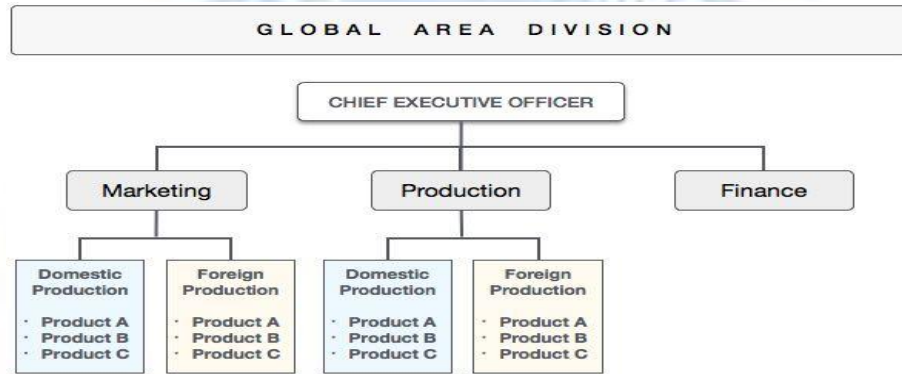 GLOBAL AREA DIVISION
CHIEF EXECUTIVE OFFICER
Marketing
Production
Finance
Domestic
Production
· Product A
· Product B
· Product C
Foreign
Production
· Product A
· Product B
· Product C
Domestic
Production
· Product A
· Product B
· Product C
Foreign
Production
· Product A
· Product B
· Product C